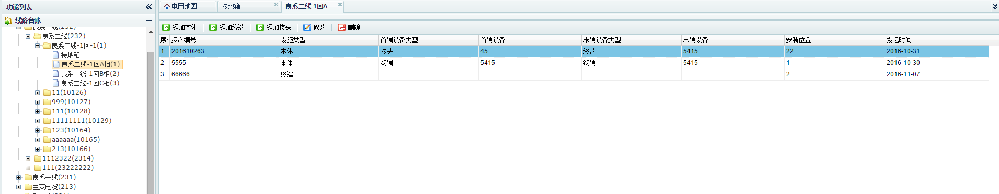 功能列表
线路台账
良系二线(232)
良系二线-1回-1(1)
接地箱
良系二线-1回A相(1)
良系二线-1回B相(2)
良系二线-1回C相(3)
11(10126)
999(10127)
111(10128)
11111111(10129)
123(10164)
aaaaaa(10165)
213(10166)
1112322(2314)
111(23222222)
良系一线(231)
主变电缆(213)
电网地图 接地箱 良系二线-1回A
添加本体 添加终端 添加接头 修改 删除
序 资产编号 设施类型 首端设备类型 首端设备 末端设备类型 末端设备 安装位置 投运时间
1 201610263 本体 接头 45 终端 5415 22 2016-10-31
2 5555 本体 终端 5415 终端 5415 1 2016-10-30
3 66666 终端 2 2016-11-07